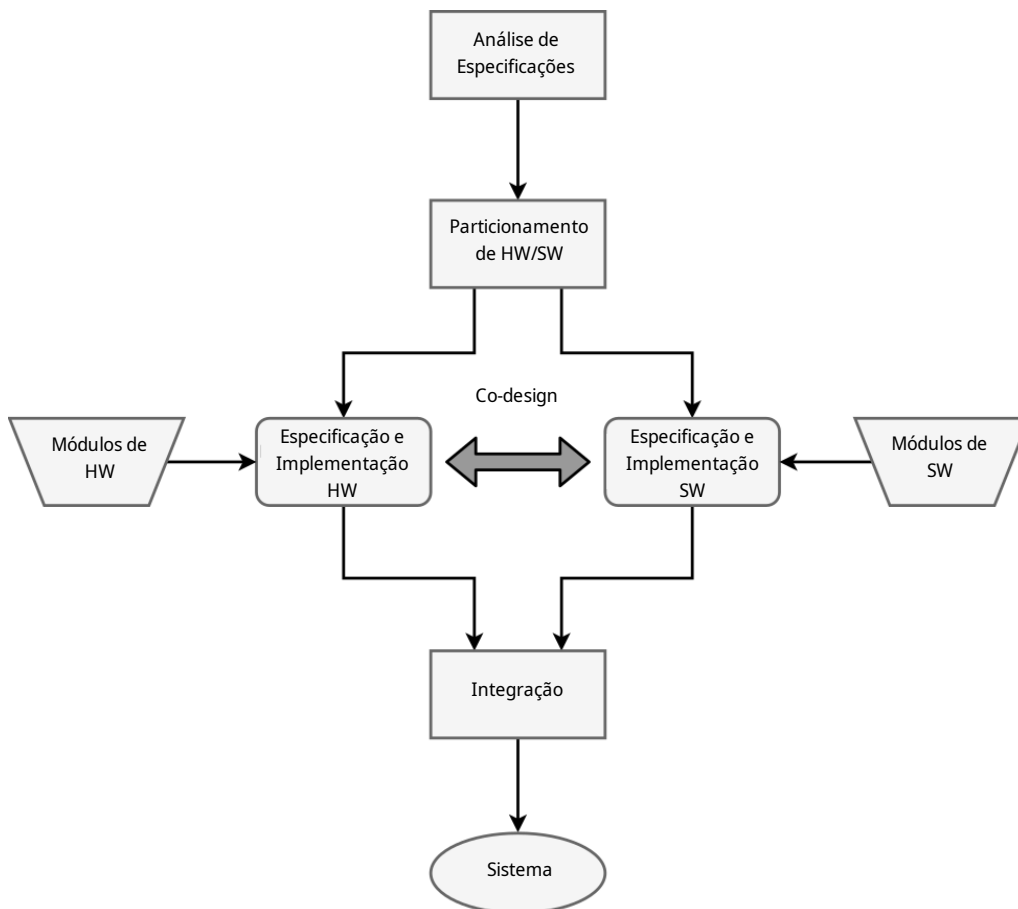 Análise de
Especificações
Particionamento
de HW/SW
Co-design
Módulos de
HW
Especificação e
Implementação
HW
Especificação e
Implementação
SW
Módulos de
SW
Integração
Sistema